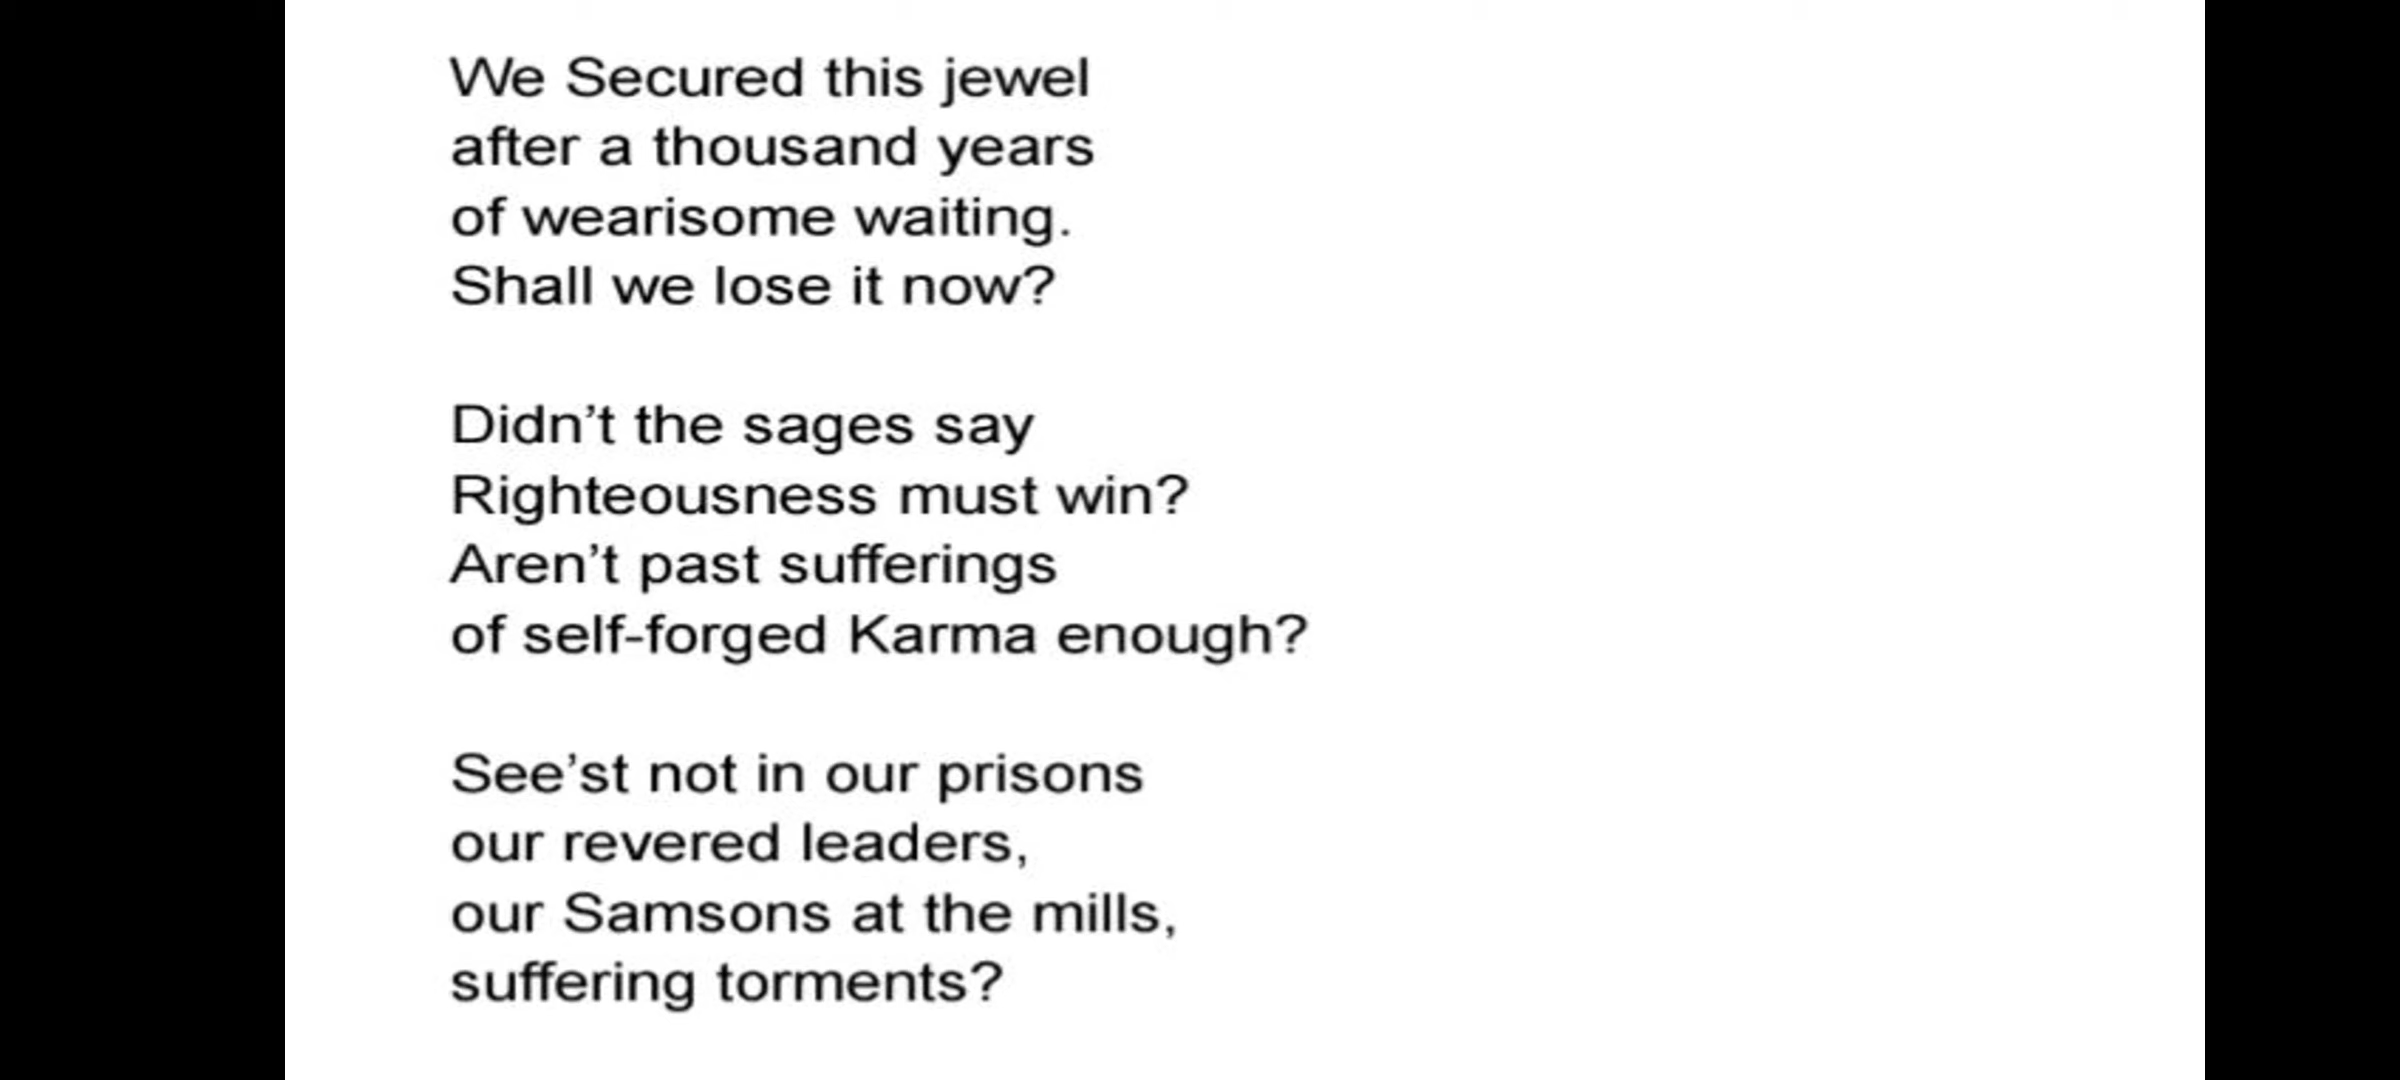 We Secured this jewel
after a thousand years
of wearisome waiting.
Shall we lose it now?
Didn’t the sages say
Righteousness must win?
Aren’t past sufferings
of self-forged Karma enough?
See’st not in our prisons
our revered leaders,
our Samsons at the mills,
suffering torments?